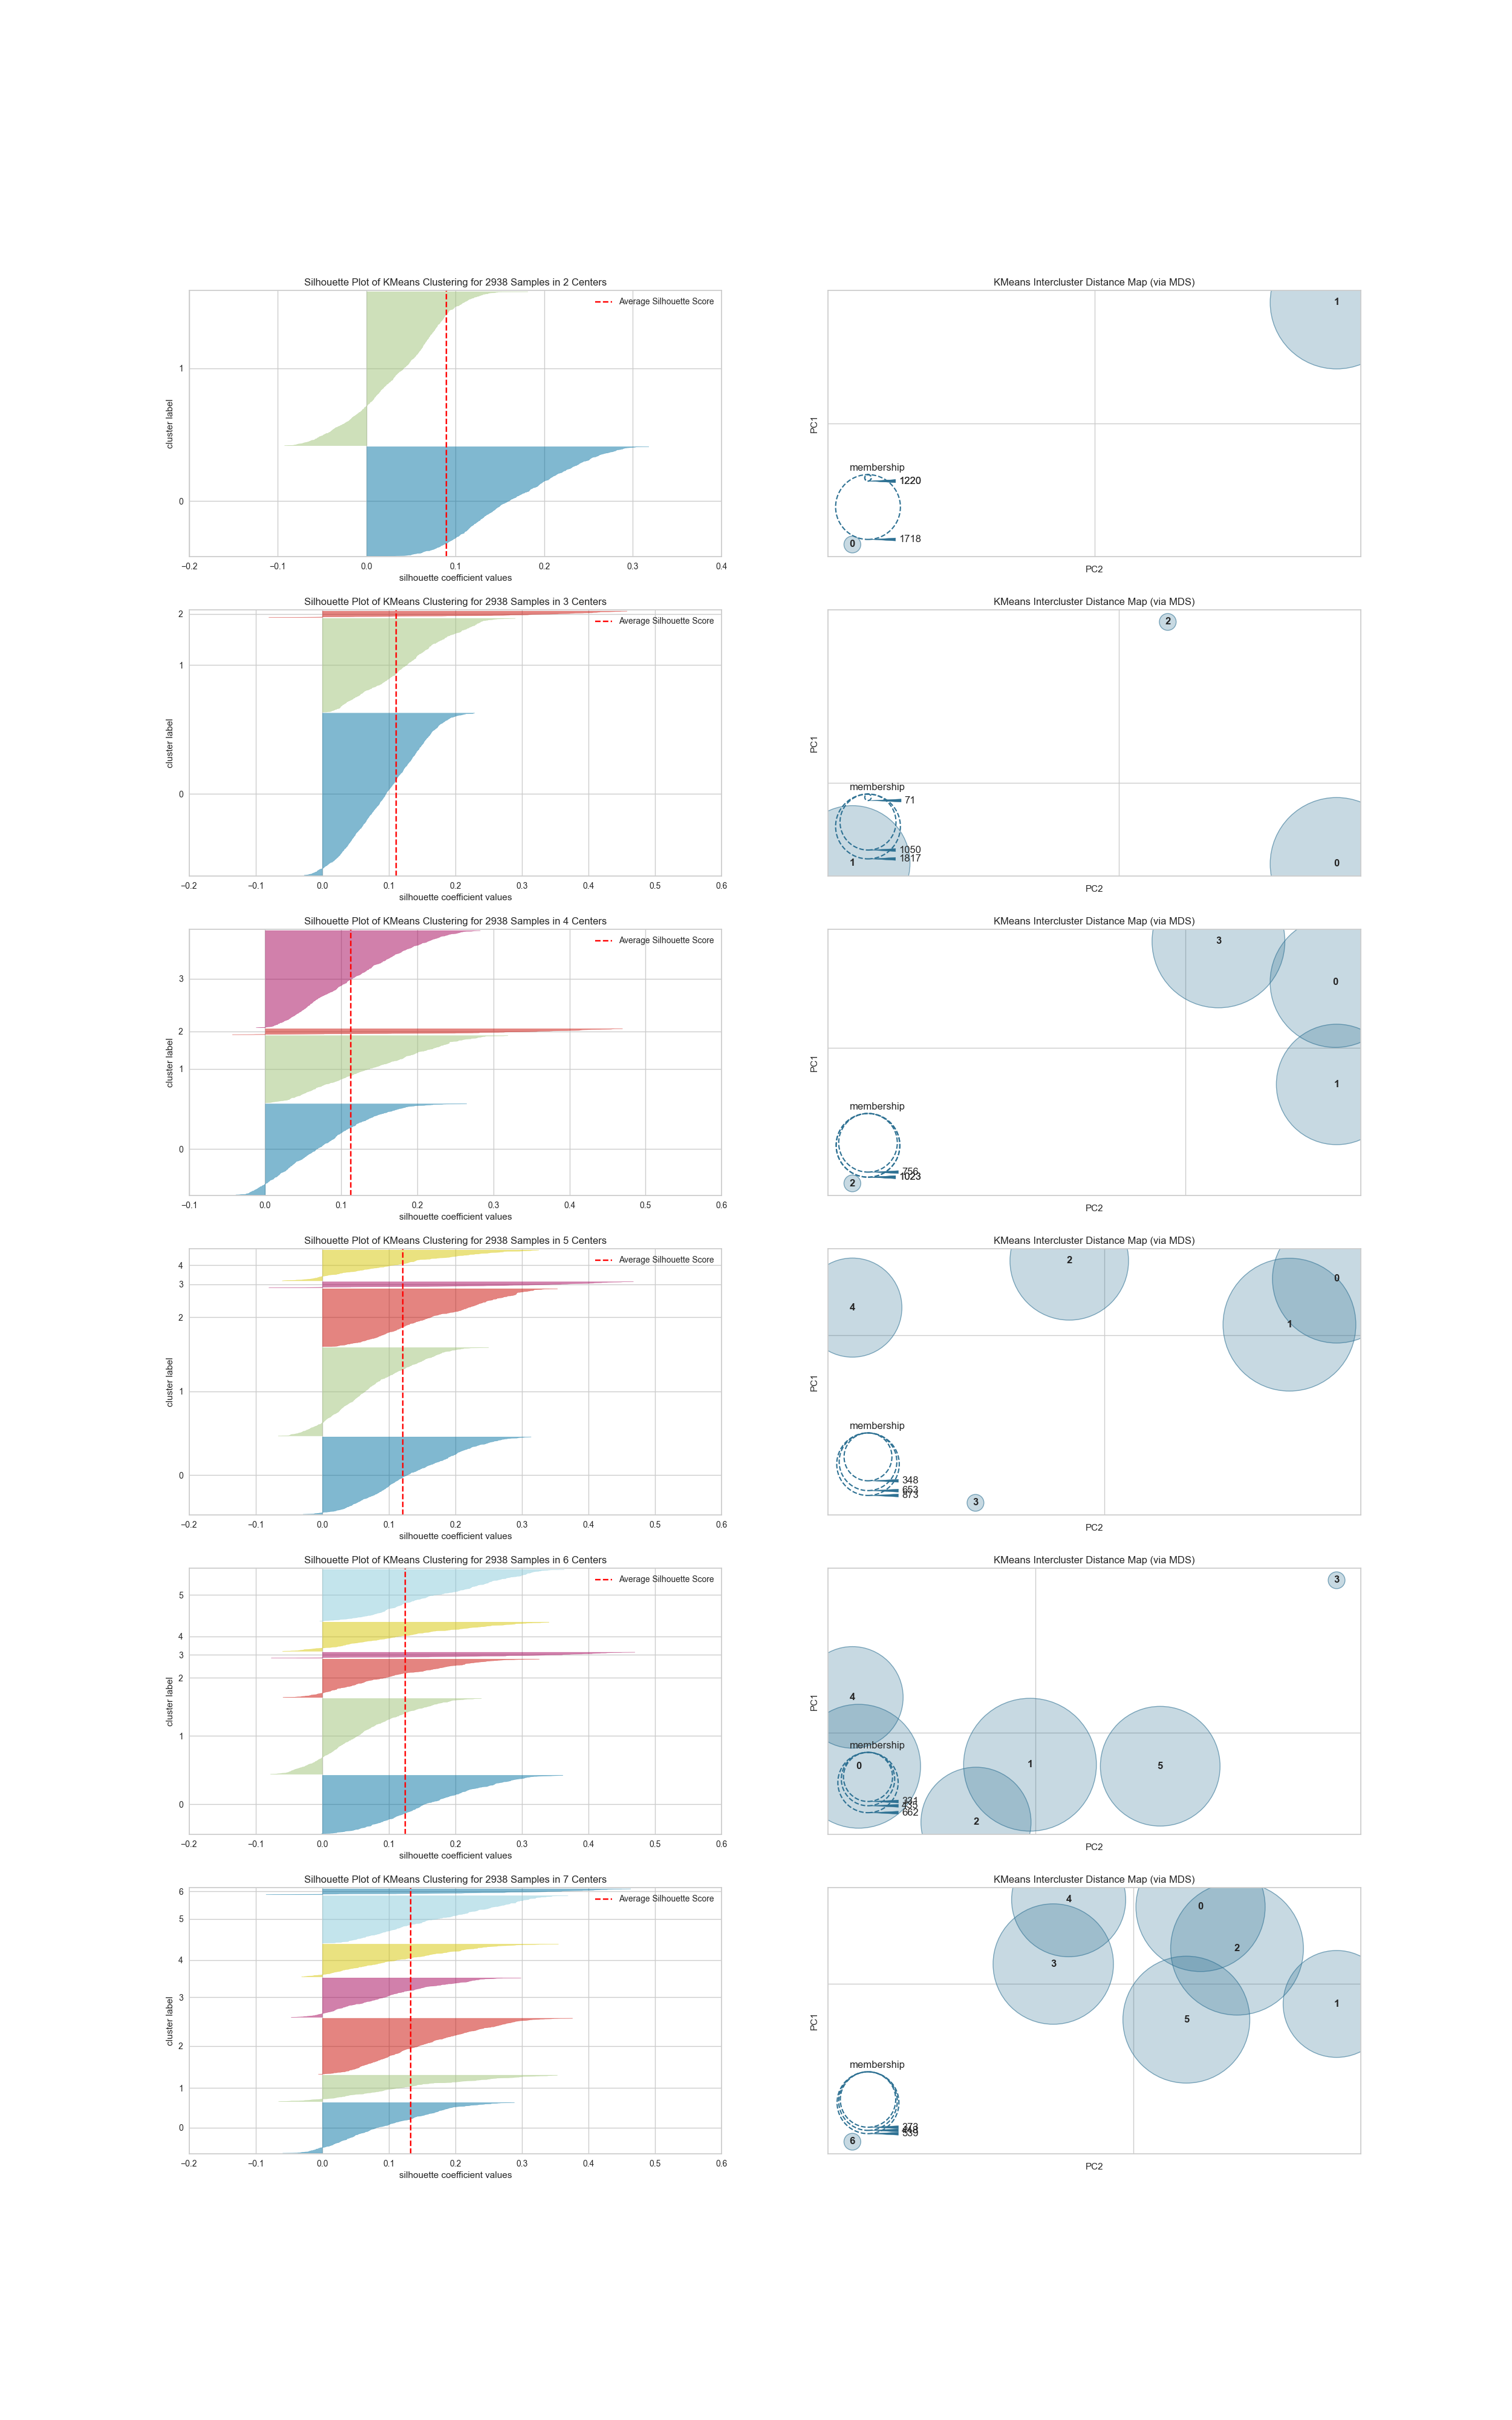 Silhouette Plot of KMeans Clustering for 2938 Samples in 2 Centers
Average Silhouette Score
cluster label
1
0
−0.2 −0.1 0.0 0.1 0.2 0.3 0.4
silhouette coefficient values
KMeans Intercluster Distance Map (via MDS)
1
PC1
membership
1220
1718
0
PC2
Silhouette Plot of KMeans Clustering for 2938 Samples in 3 Centers
Average Silhouette Score
cluster label
2
1
0
−0.2 −0.1 0.0 0.1 0.2 0.3 0.4 0.5 0.6
silhouette coefficient values
KMeans Intercluster Distance Map (via MDS)
2
PC1
membership
71
1050
1817
1 0
PC2
Silhouette Plot of KMeans Clustering for 2938 Samples in 4 Centers
Average Silhouette Score
cluster label
3
2
1
0
−0.1 0.0 0.1 0.2 0.3 0.4 0.5 0.6
silhouette coefficient values
KMeans Intercluster Distance Map (via MDS)
3
0
1
PC1
membership
756
1023
2
PC2
Silhouette Plot of KMeans Clustering for 2938 Samples in 5 Centers
Average Silhouette Score
cluster label
4
3
2
1
0
−0.2 −0.1 0.0 0.1 0.2 0.3 0.4 0.5 0.6
silhouette coefficient values
KMeans Intercluster Distance Map (via MDS)
2
0
4
1
PC1
membership
348
653
873
3
PC2
Silhouette Plot of KMeans Clustering for 2938 Samples in 6 Centers
Average Silhouette Score
cluster label
5
4
3
2
1
0
−0.2 −0.1 0.0 0.1 0.2 0.3 0.4 0.5 0.6
silhouette coefficient values
KMeans Intercluster Distance Map (via MDS)
3
4
PC1
membership
0 1 5
331
435
662
2
PC2
Silhouette Plot of KMeans Clustering for 2938 Samples in 7 Centers
Average Silhouette Score
cluster label
6
5
4
3
2
1
0
−0.2 −0.1 0.0 0.1 0.2 0.3 0.4 0.5 0.6
silhouette coefficient values
KMeans Intercluster Distance Map (via MDS)
4
0
2
3
1
5
PC1
membership
273
539
6
PC2